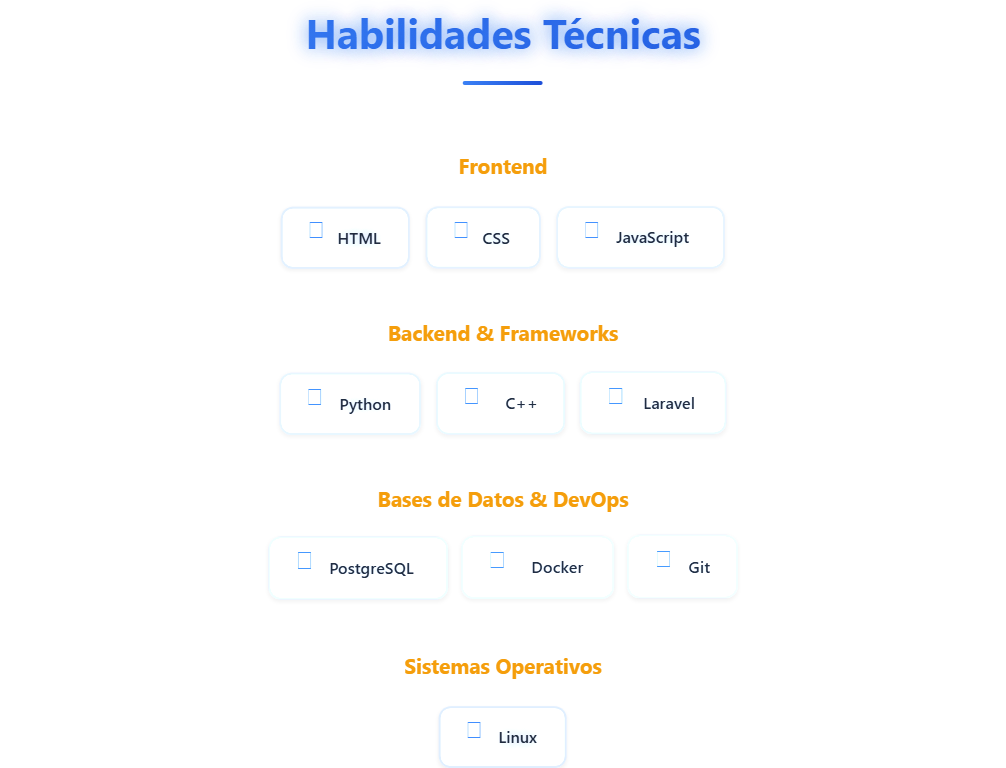 Habilidades Técnicas
Frontend
HTML CSS JavaScript
Backend & Frameworks
Python C++ Laravel
Bases de Datos & DevOps
PostgreSQL Docker Git
Sistemas Operativos
Linux